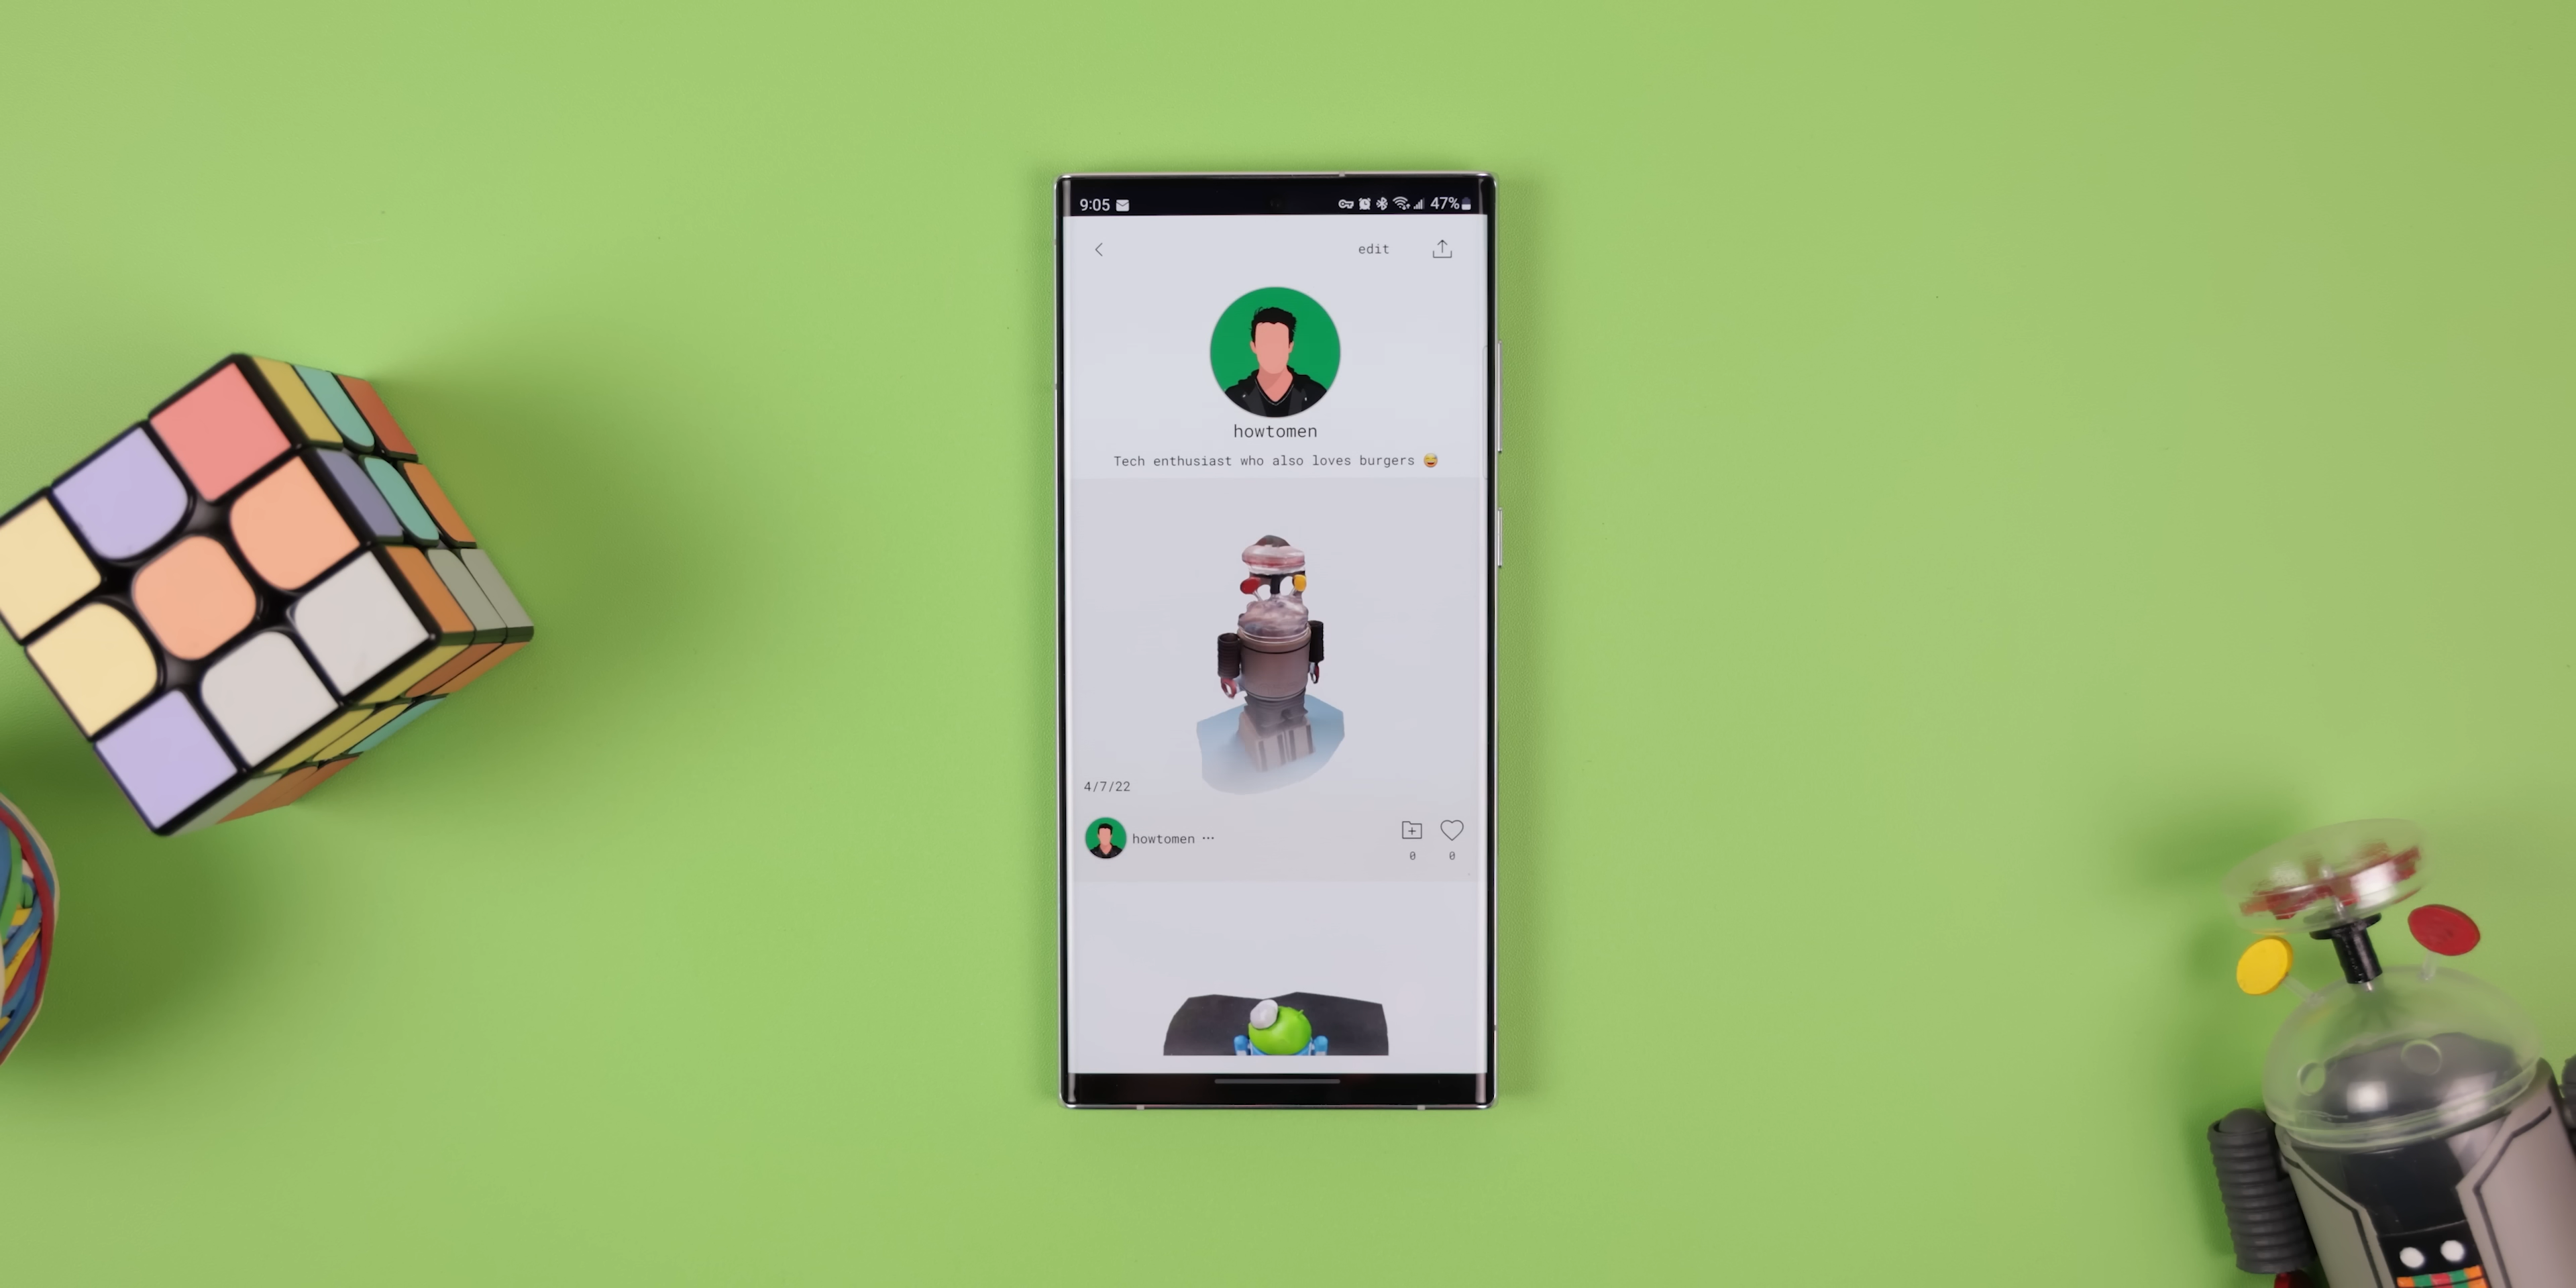 9:05 47%
edit
howtomen
Tech enthusiast who also loves burgers 😅
4/7/22
howtomen ···
0 0